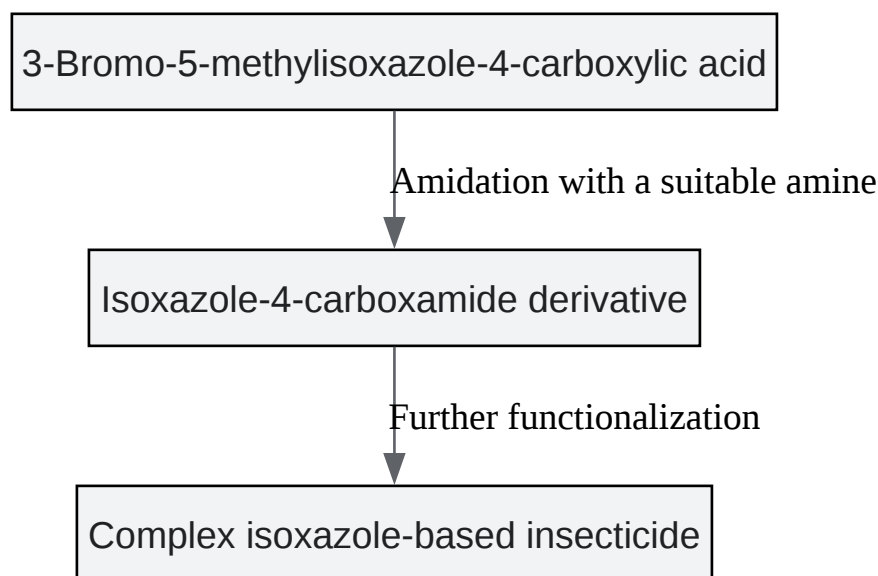 3-Bromo-5-methylisoxazole-4-carboxylic acid
Amidation with a suitable amine
Isoxazole-4-carboxamide derivative
Further functionalization
Complex isoxazole-based insecticide